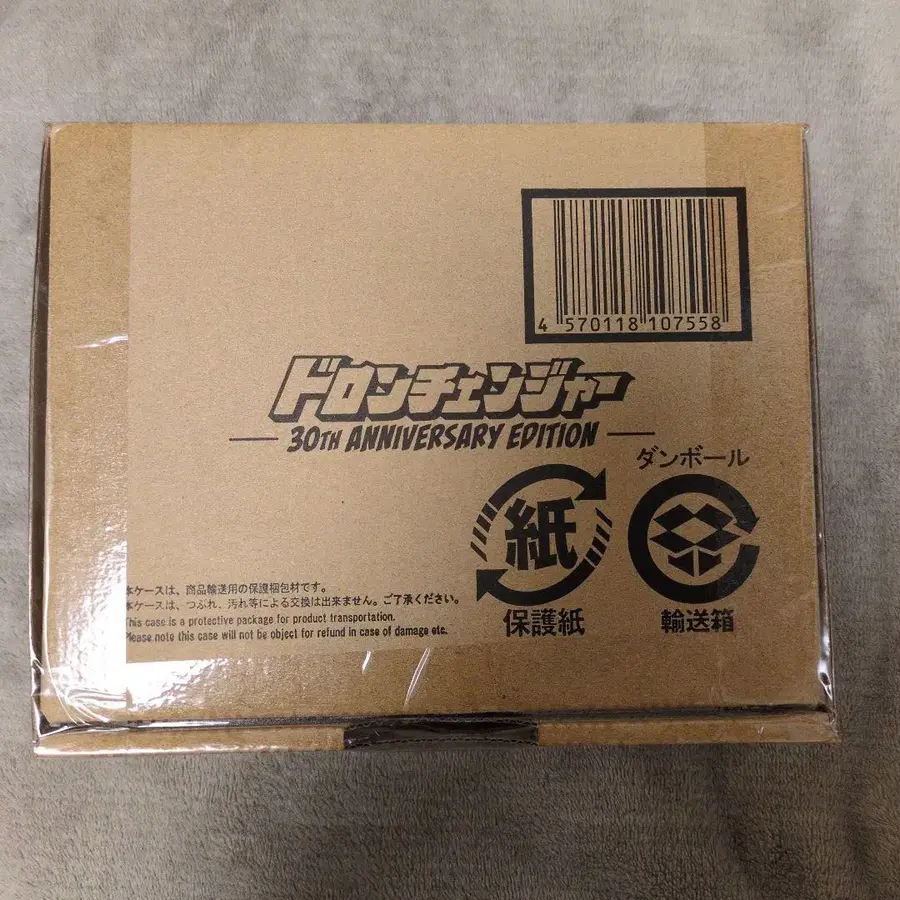 4 570118 107558
ドロンチェンジャー
30TH ANNIVERSARY EDITION
ダンボール
紙
保護紙
輸送箱
本ケースは、商品輸送用の保護梱包材です。
本ケースは、つぶれ、汚れ等による交換は出来ません。ご了承ください。
This case is a protective package for product transportation.
Please note this case will not be object for refund in case of damage etc.